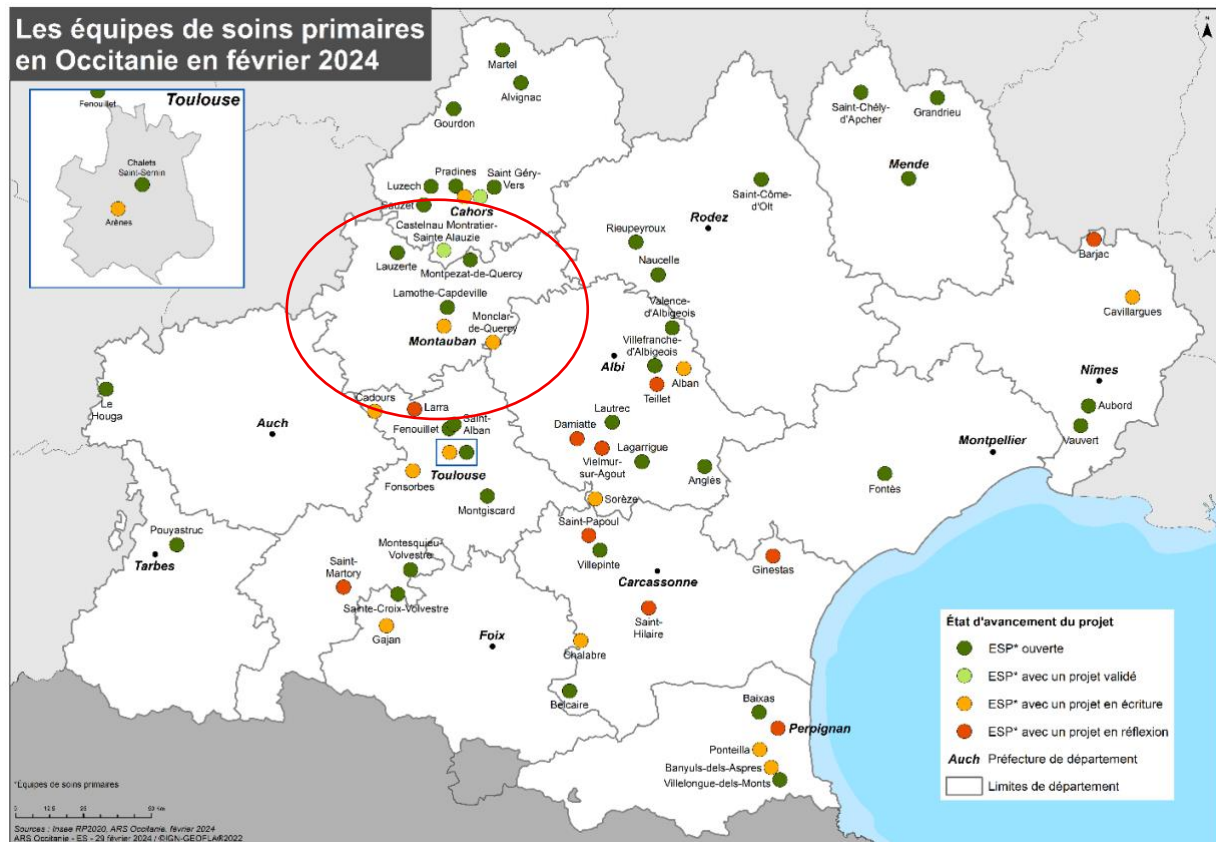 Les équipes de soins primaires
en Occitanie en février 2024
Fenouillet
Toulouse
Chalets
Saint-Sernin
Arènes
Martel
Alvignac
Gourdon
Saint-Chély-
d'Apcher
Grandrieu
Mende
Pradines
Saint Géry-
Vers
Luzech
Sauzet
Cahors
Saint-Côme-
d'Olt
Rodez
Castelnau Montratier-
Sainte Alauzie
Rieupeyroux
Barjac
Lauzerte
Montpezat-de-Quercy
Naucelle
Lamothe-Capdeville
Cavillargues
Valence-
d'Albigeois
Monclar-
de-Quercy
Montauban
Villefranche-
d'Albigeois
Albi
Alban
Teillet
Nîmes
Le
Houga
Cadours
Larra
Aubord
Auch
Saint-
Alban
Fenouillet
Lautrec
Vauvert
Damiatte
Lagarrigue
Montpellier
Toulouse
Vielmur-
sur-Agout
Anglès
Fontès
Fonsorbes
Sorèze
Montgiscard
Saint-Papoul
Pouyastruc
Montesquieu-
Volvestre
Villepinte
Tarbes
Saint-
Martory
Ginestas
Carcassonne
Sainte-Croix-Volvestre
Saint-
Hilaire
Gajan
Foix
Chalabre
Belcaire
Baixas
Perpignan
Ponteilla
Banyuls-dels-Aspres
Villelongue-dels-Monts
État d'avancement du projet
ESP* ouverte
ESP* avec un projet validé
ESP* avec un projet en écriture
ESP* avec un projet en réflexion
Auch Préfecture de département
Limites de département
N
*Équipes de soins primaires
0 12.5 25 50 Km
Sources : Insee RP2020, ARS Occitanie, février 2024
ARS Occitanie - ES - 29 février 2024 / ©IGN-GEOFLA®2022